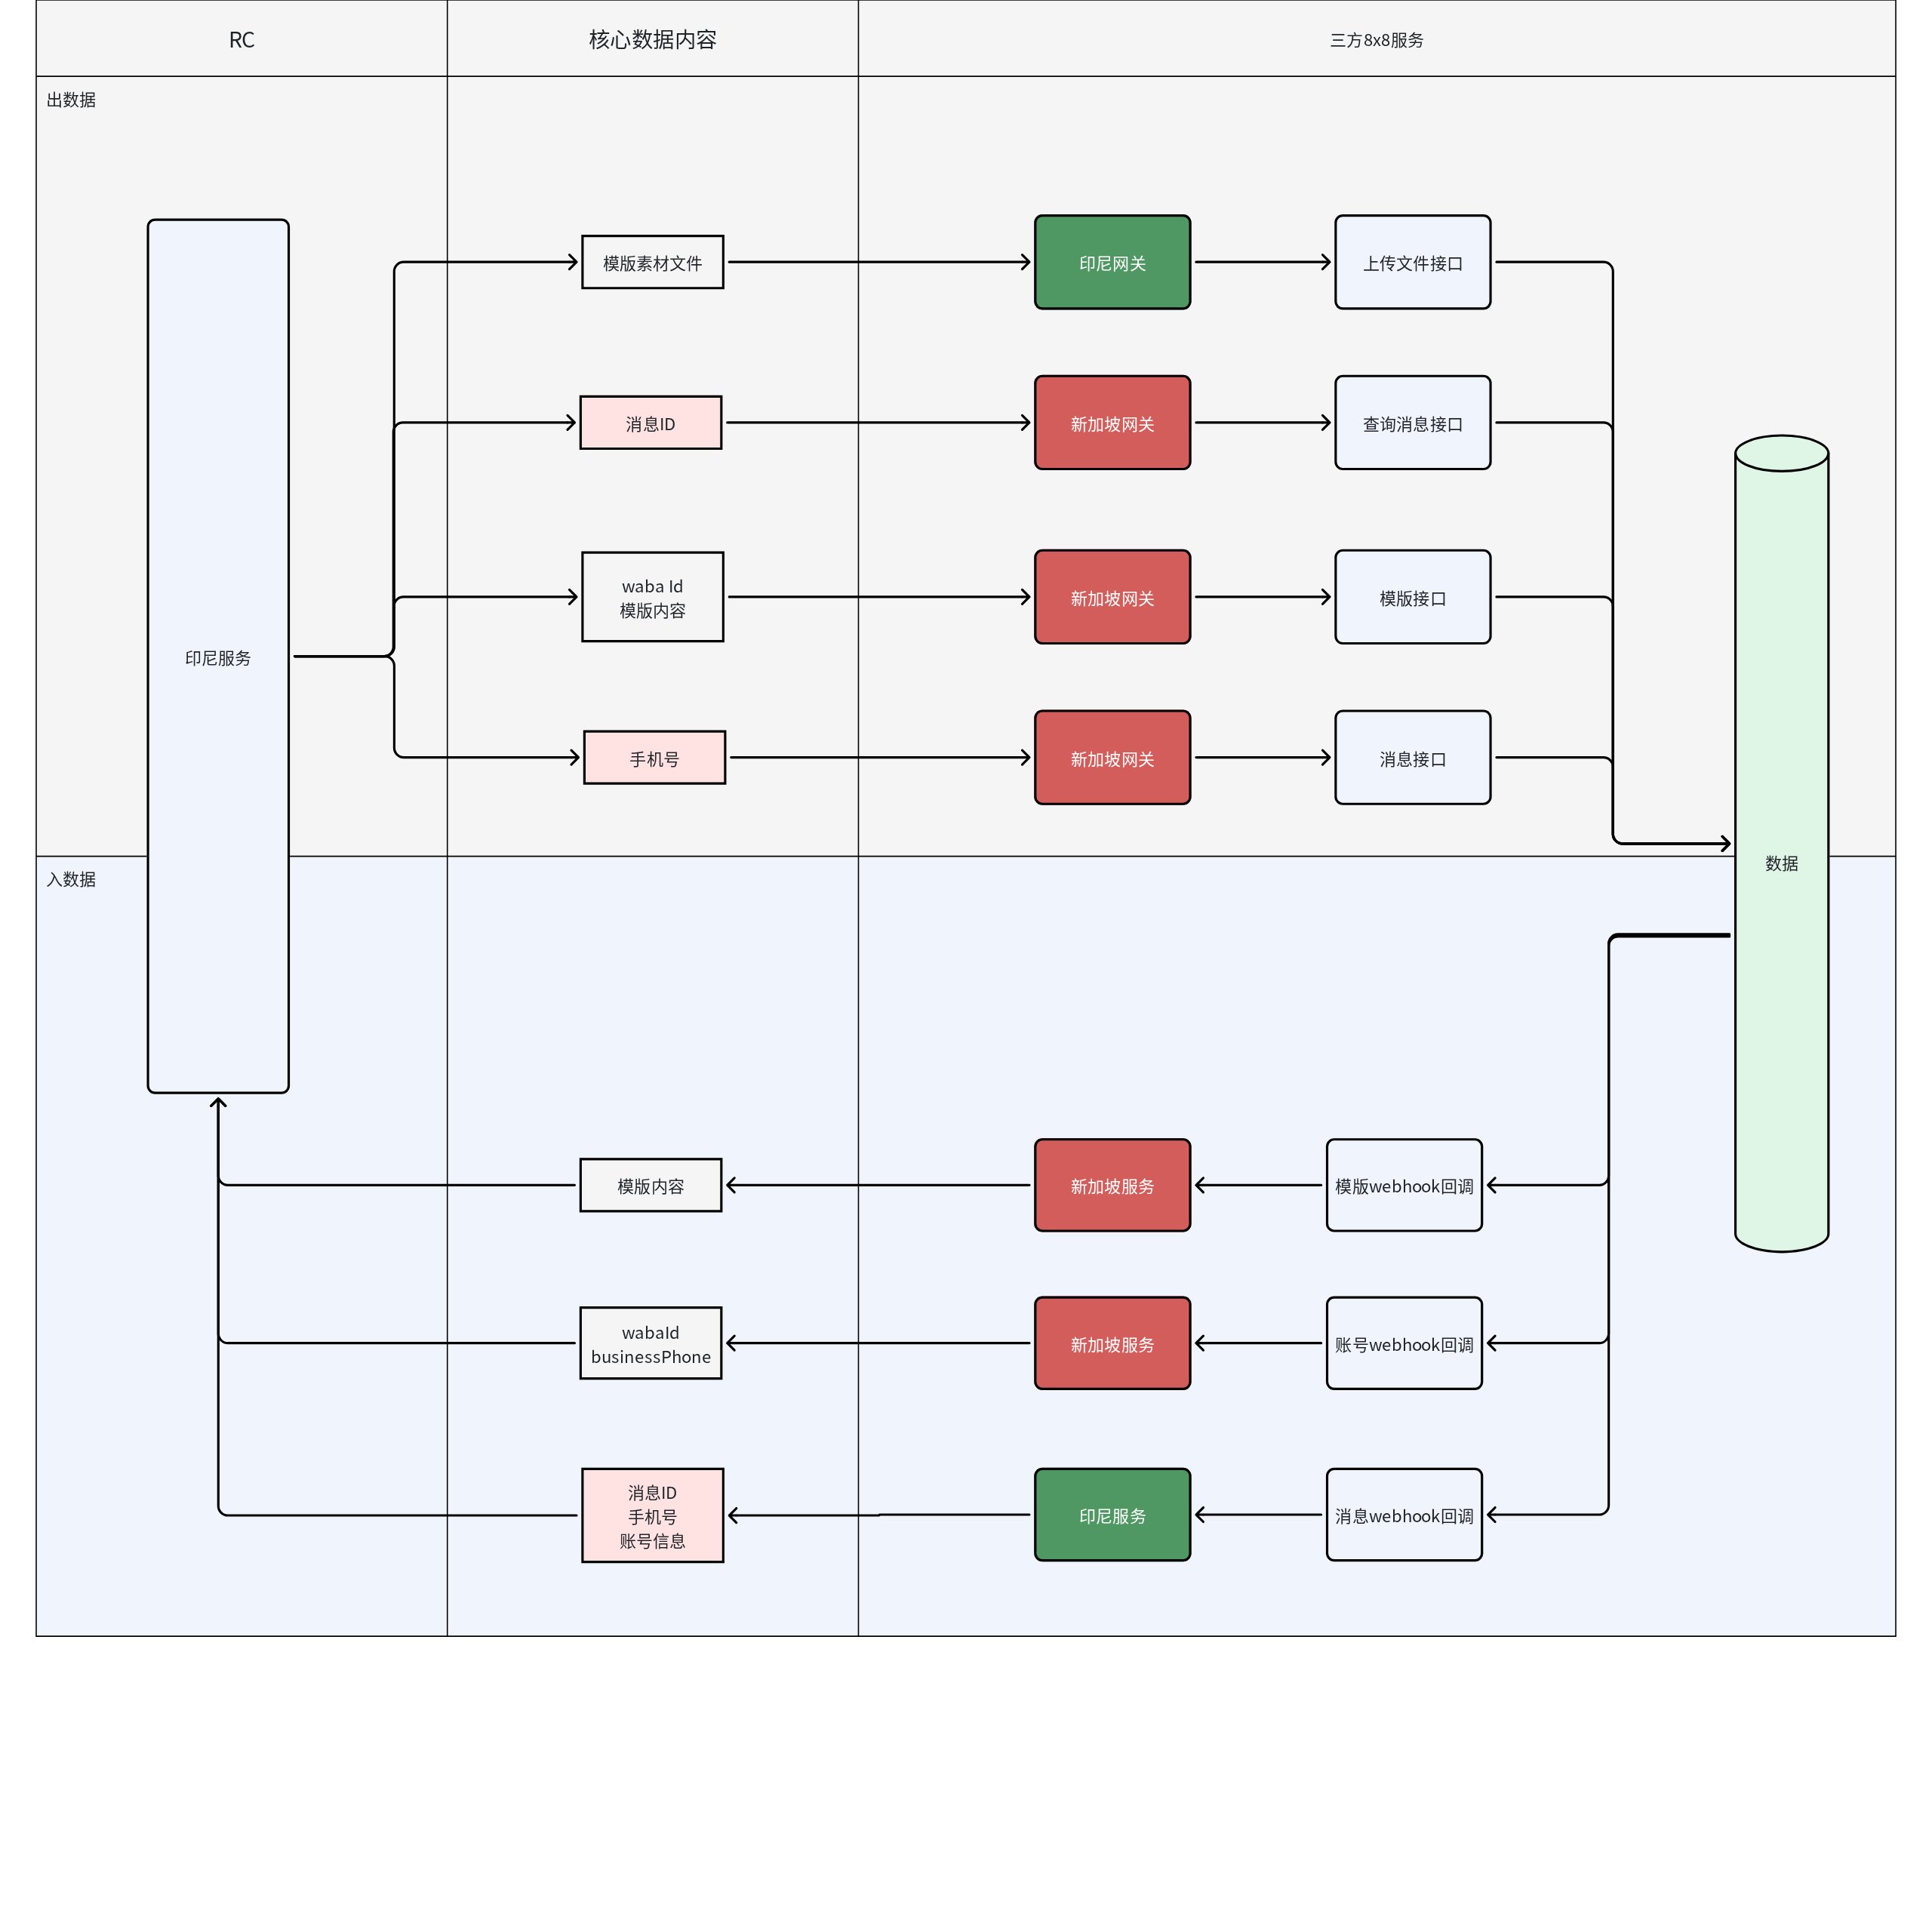 RC
核心数据内容
三方8x8服务
出数据
模版素材文件
印尼网关
上传文件接口
消息ID
新加坡网关
查询消息接口
waba Id
模版内容
新加坡网关
模版接口
印尼服务
手机号
新加坡网关
消息接口
数据
入数据
模版内容
新加坡服务
模版webhook回调
wabaId
businessPhone
新加坡服务
账号webhook回调
消息ID
手机号
账号信息
印尼服务
消息webhook回调